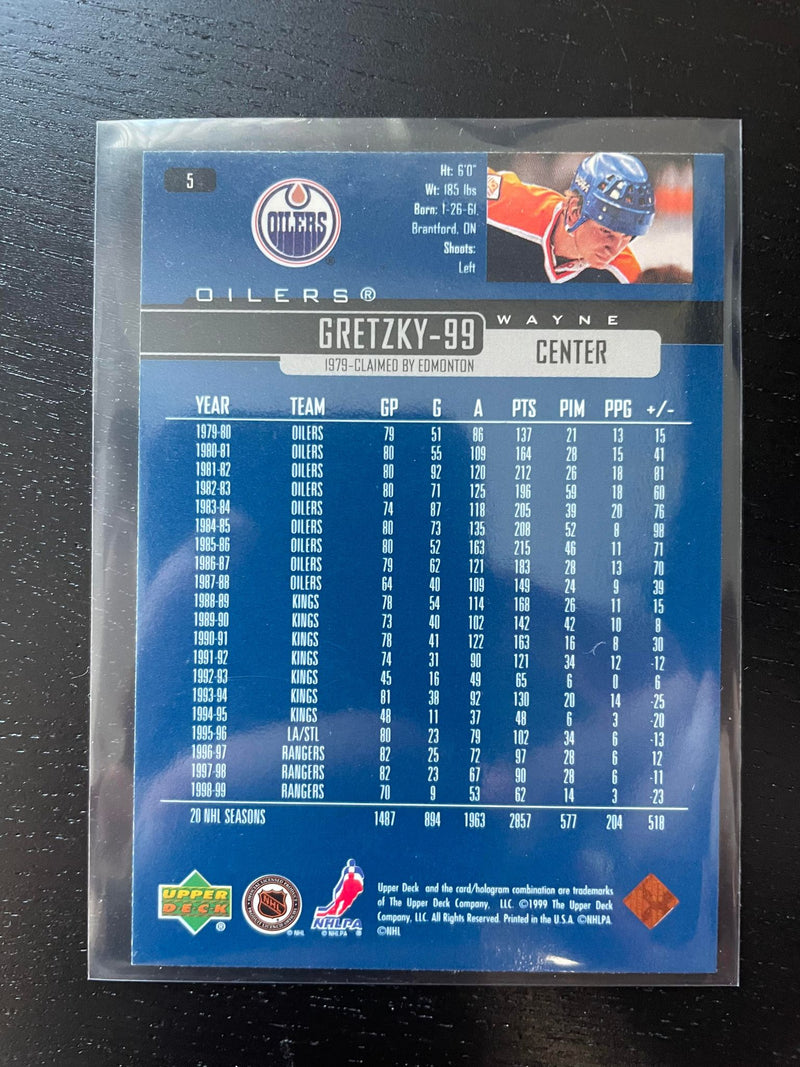 5
OILERS
®
Ht: 6'0"
Wt: 185 lbs
Born: 1-26-61,
Brantford, ON
Shoots:
Left
OILERS®
WAYNE
GRETZKY-99
CENTER
1979-CLAIMED BY EDMONTON
YEAR TEAM GP G A PTS PIM PPG +/-
1979-80 OILERS 79 51 86 137 21 13 15
1980-81 OILERS 80 55 109 164 28 15 41
1981-82 OILERS 80 92 120 212 26 18 81
1982-83 OILERS 80 71 125 196 59 18 60
1983-84 OILERS 74 87 118 205 39 20 76
1984-85 OILERS 80 73 135 208 52 8 98
1985-86 OILERS 80 52 163 215 46 11 71
1986-87 OILERS 79 62 121 183 28 13 70
1987-88 OILERS 64 40 109 149 24 9 39
1988-89 KINGS 78 54 114 168 26 11 15
1989-90 KINGS 73 40 102 142 42 10 8
1990-91 KINGS 78 41 122 163 16 8 30
1991-92 KINGS 74 31 90 121 34 12 -12
1992-93 KINGS 45 16 49 65 6 0 6
1993-94 KINGS 81 38 92 130 20 14 -25
1994-95 KINGS 48 11 37 48 6 3 -20
1995-96 LA/STL 80 23 79 102 34 6 -13
1996-97 RANGERS 82 25 72 97 28 6 12
1997-98 RANGERS 82 23 67 90 28 6 -11
1998-99 RANGERS 70 9 53 62 14 3 -23
20 NHL SEASONS 1487 894 1963 2857 577 204 518
UPPER
DECK
®
NHL
© NHL
NHLPA
© NHLPA
Upper Deck and the card/hologram combination are trademarks
of The Upper Deck Company, LLC. ©1999 The Upper Deck
Company, LLC. All Rights Reserved. Printed in the U.S.A. ©NHLPA
©NHL